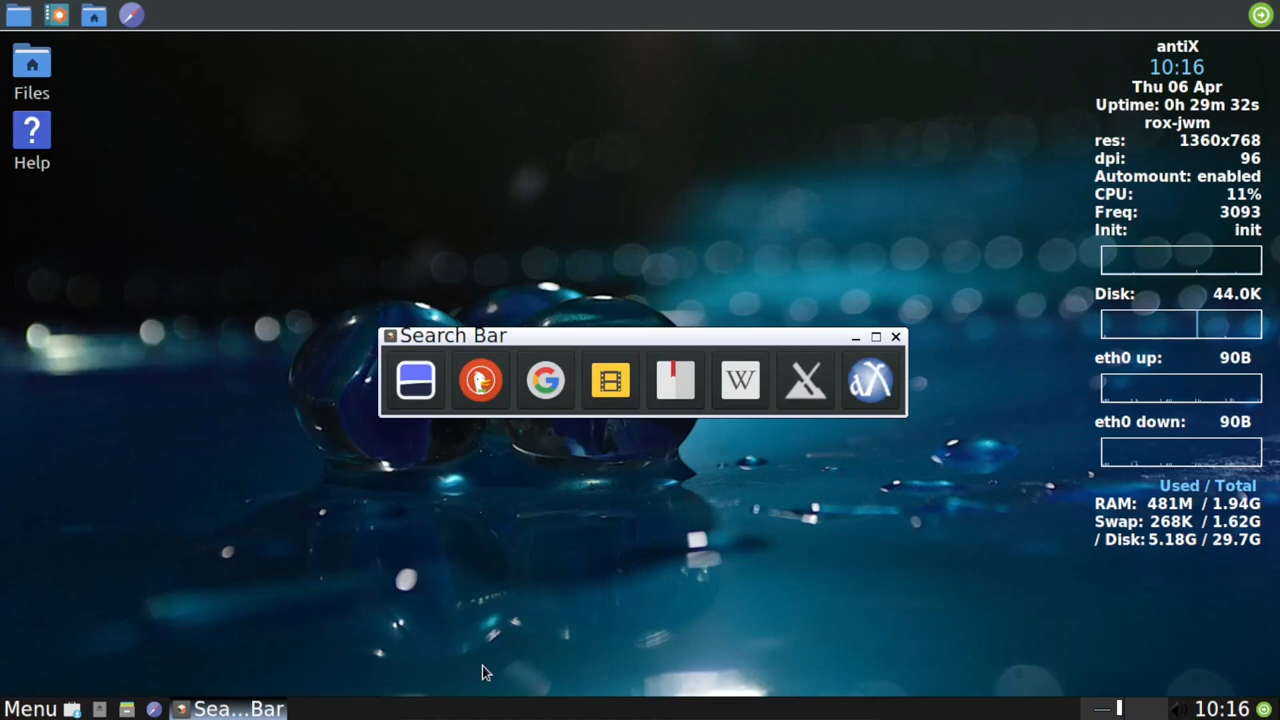 Files
Help
antiX
10:16
Thu 06 Apr
Uptime: 0h 29m 32s
rox-jwm
res: 1360x768
dpi: 96
Automount: enabled
CPU: 11%
Freq: 3093
Init: init
Disk: 44.0K
eth0 up: 90B
eth0 down: 90B
Used / Total
RAM: 481M / 1.94G
Swap: 268K / 1.62G
/ Disk: 5.18G / 29.7G
Search Bar
W
Menu
Sea...Bar
10:16